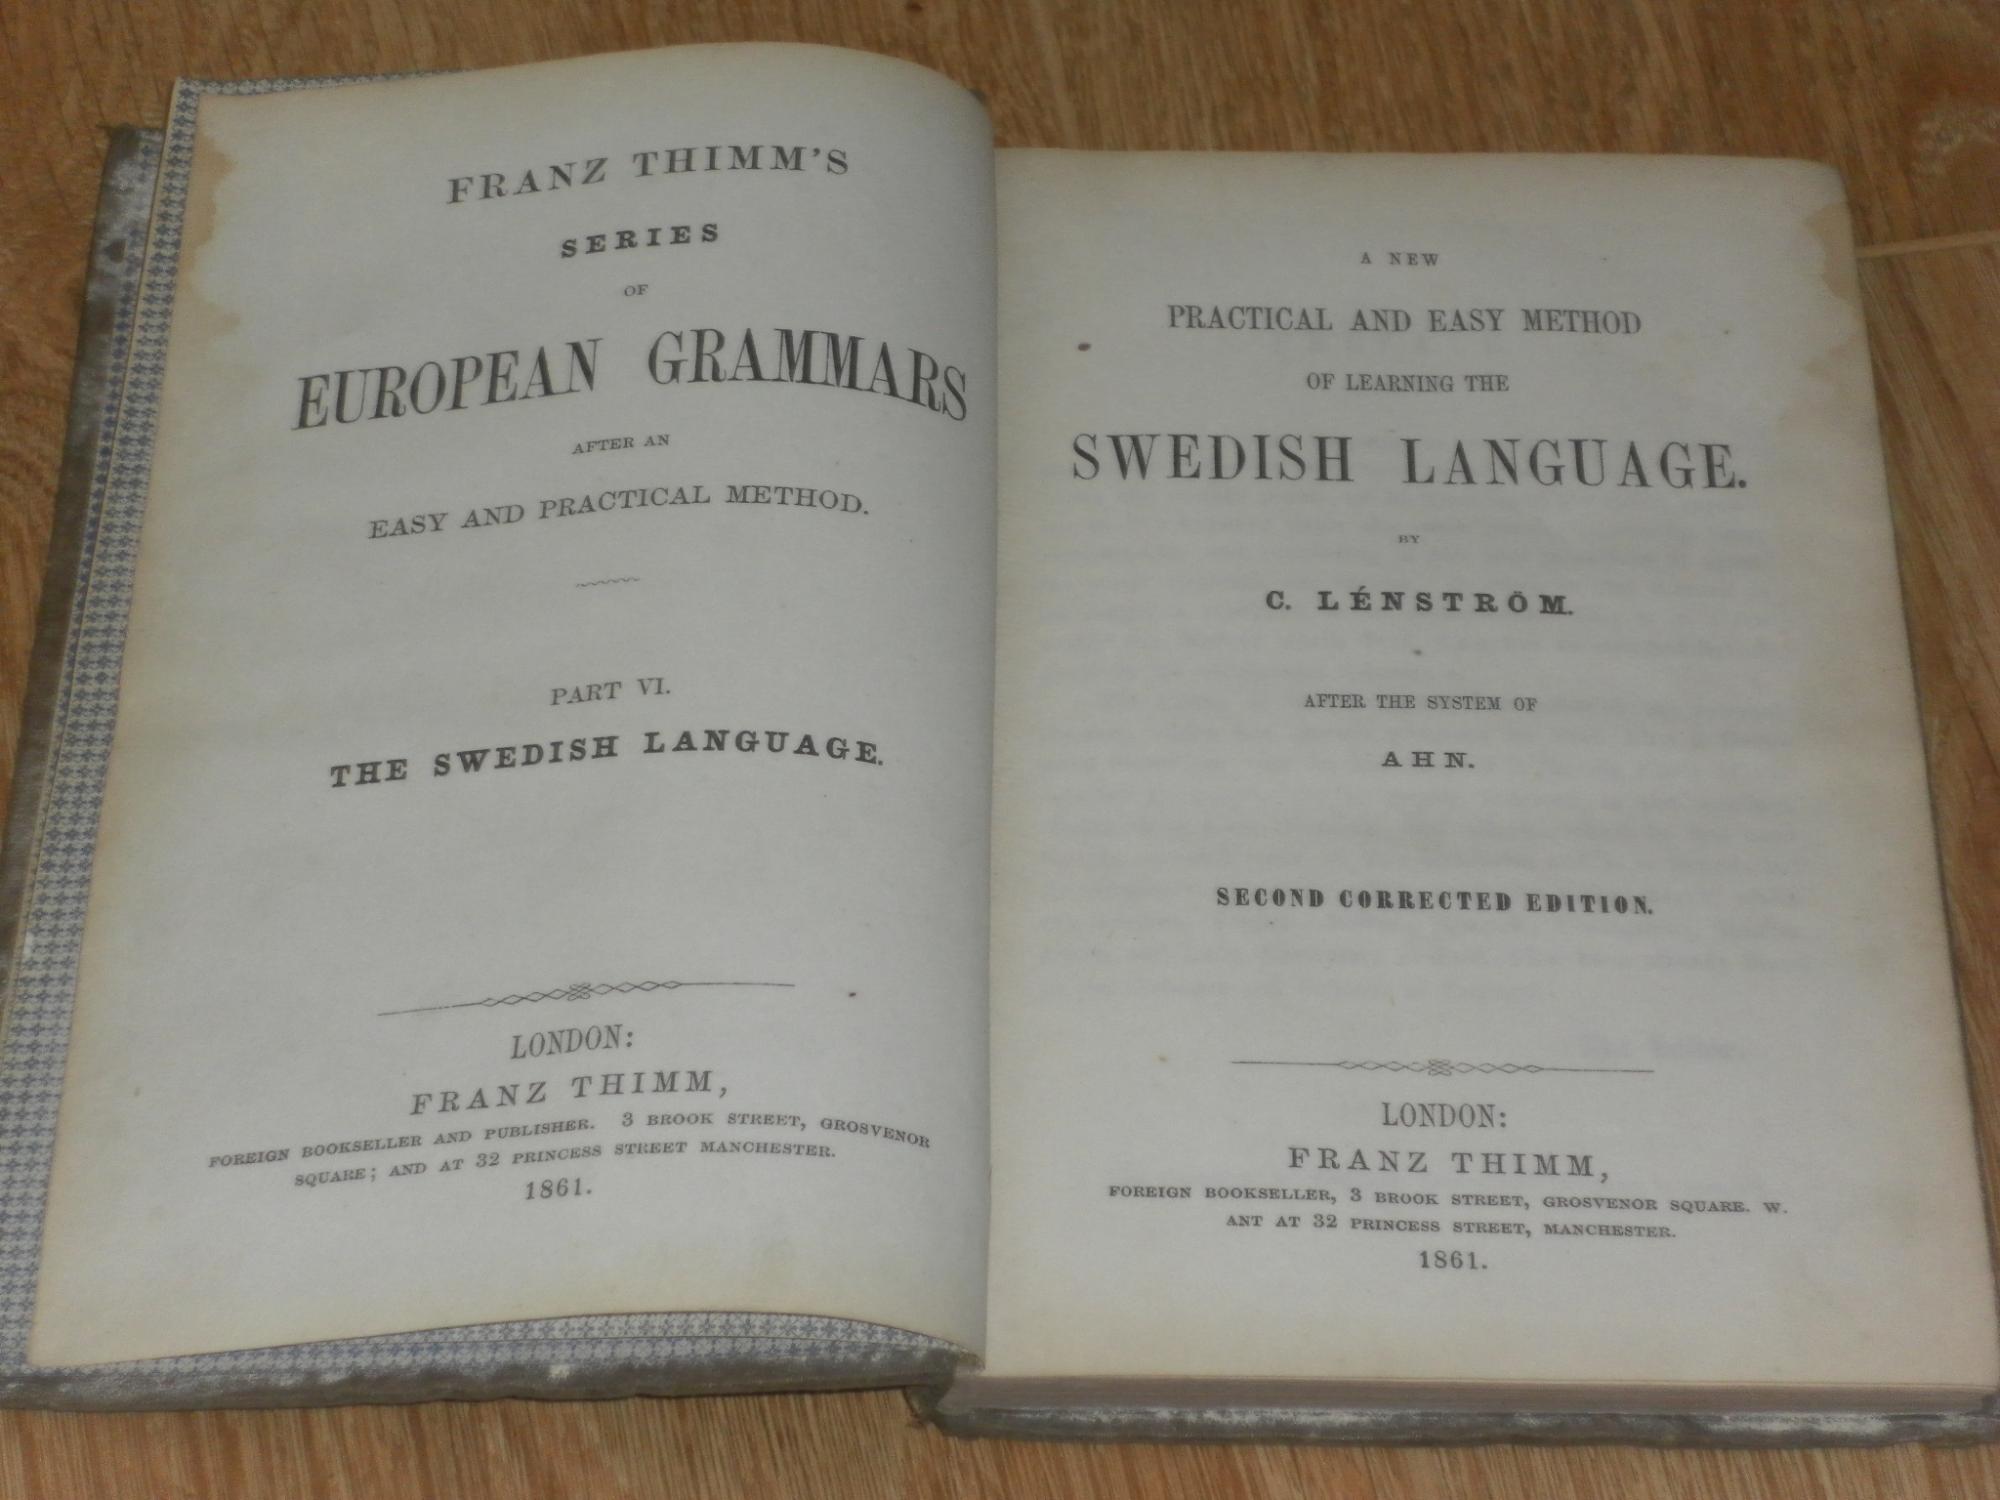 FRANZ THIMM'S
SERIES
OF
EUROPEAN GRAMMARS
AFTER AN
EASY AND PRACTICAL METHOD.
PART VI.
THE SWEDISH LANGUAGE.
LONDON:
FRANZ THIMM,
FOREIGN BOOKSELLER AND PUBLISHER. 3 BROOK STREET, GROSVENOR
SQUARE; AND AT 32 PRINCESS STREET MANCHESTER.
1861.
A NEW
PRACTICAL AND EASY METHOD
OF LEARNING THE
SWEDISH LANGUAGE.
BY
C. LÉNSTRÖM.
AFTER THE SYSTEM OF
AHN.
SECOND CORRECTED EDITION.
LONDON:
FRANZ THIMM,
FOREIGN BOOKSELLER, 3 BROOK STREET, GROSVENOR SQUARE. W.
ANT AT 32 PRINCESS STREET, MANCHESTER.
1861.